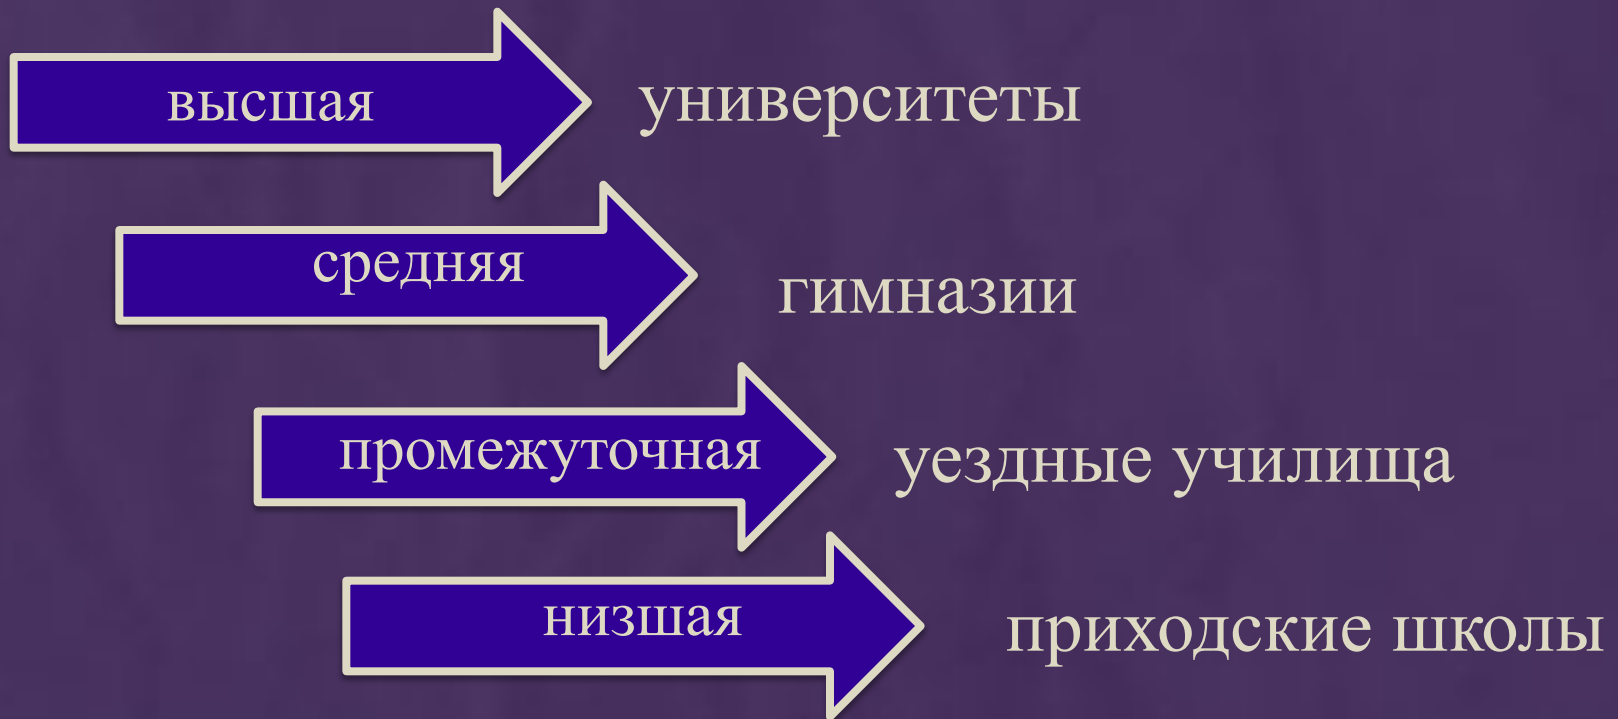 высшая университеты
средняя гимназии
промежуточная уездные училища
низшая приходские школы